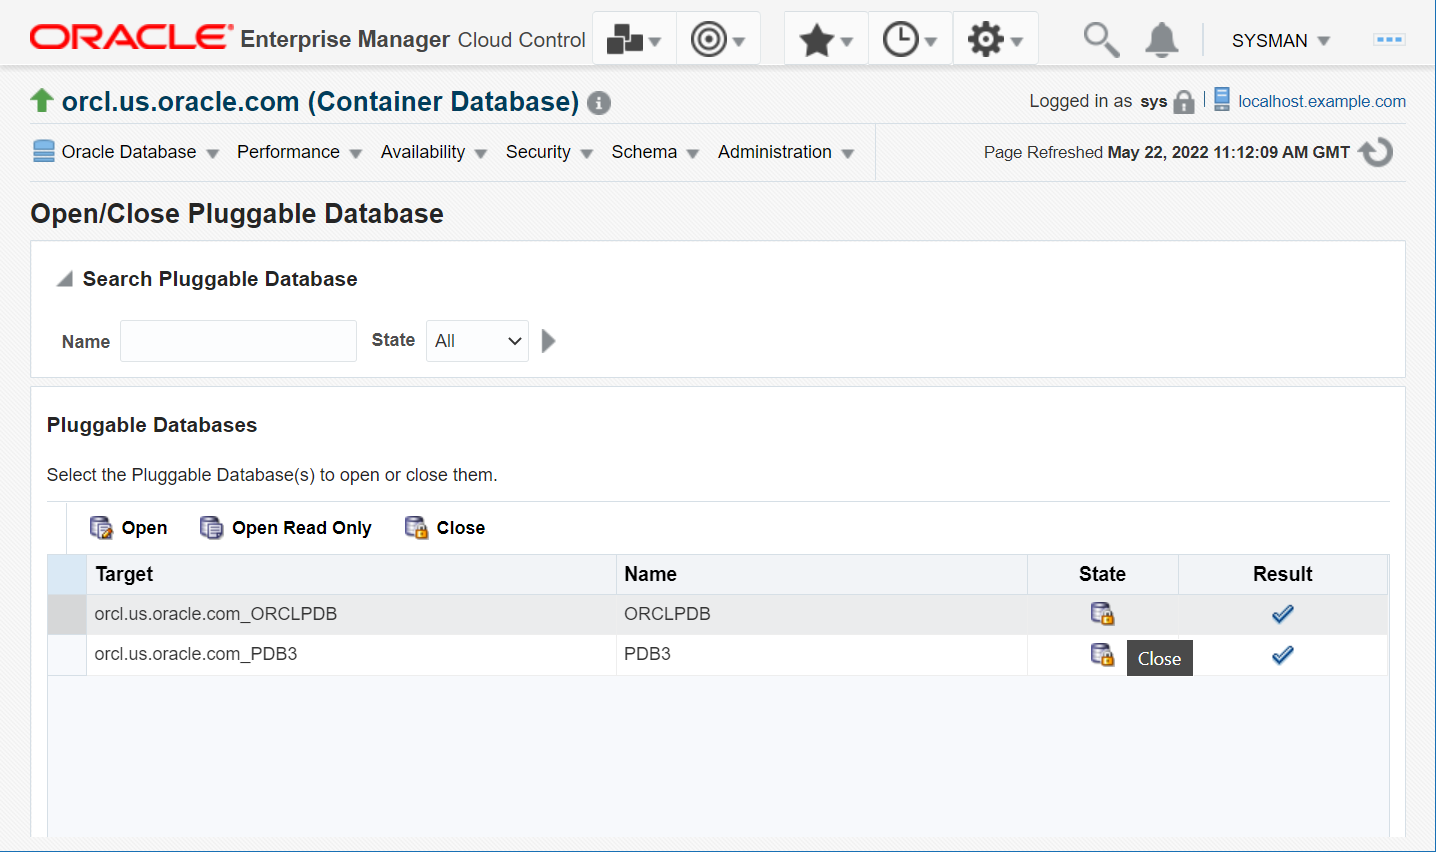 ORACLE Enterprise Manager Cloud Control SYSMAN
orcl.us.oracle.com (Container Database) Logged in as sys localhost.example.com
Oracle Database Performance Availability Security Schema Administration Page Refreshed May 22, 2022 11:12:09 AM GMT
Open/Close Pluggable Database
Search Pluggable Database
Name State All
Pluggable Databases
Select the Pluggable Database(s) to open or close them.
Open Open Read Only Close
Target Name State Result
orcl.us.oracle.com_ORCLPDB ORCLPDB
orcl.us.oracle.com_PDB3 PDB3 Close